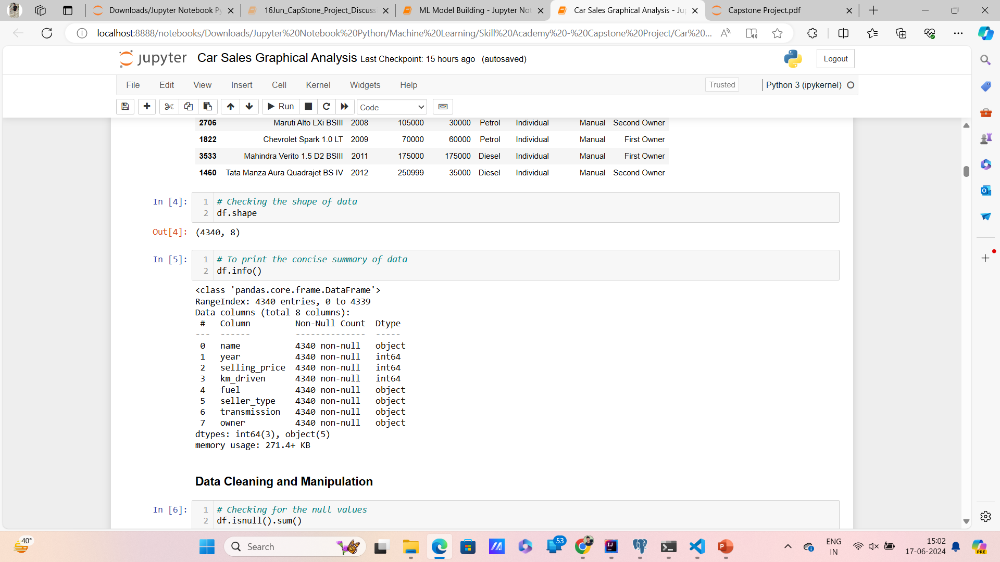 Downloads/Jupyter Notebook Py
16Jun_CapStone_Project_Discuss
ML Model Building - Jupyter Not
Car Sales Graphical Analysis - Jup
Capstone Project.pdf
localhost:8888/notebooks/Downloads/Jupyter%20Notebook%20Python/Machine%20Learning/Skill%20Academy%20-%20Capstone%20Project/Car%20...
jupyter Car Sales Graphical Analysis Last Checkpoint: 15 hours ago (autosaved)
Logout
File Edit View Insert Cell Kernel Widgets Help
Trusted
Python 3 (ipykernel)
Run
Code
2706 Maruti Alto LXi BSIII 2008 105000 30000 Petrol Individual Manual Second Owner
1822 Chevrolet Spark 1.0 LT 2009 70000 60000 Petrol Individual Manual First Owner
3533 Mahindra Verito 1.5 D2 BSIII 2011 175000 175000 Diesel Individual Manual First Owner
1460 Tata Manza Aura Quadrajet BS IV 2012 250999 35000 Diesel Individual Manual Second Owner
In [4]:
1 # Checking the shape of data
2 df.shape
Out[4]: (4340, 8)
In [5]:
1 # To print the concise summary of data
2 df.info()
<class 'pandas.core.frame.DataFrame'>
RangeIndex: 4340 entries, 0 to 4339
Data columns (total 8 columns):
# Column Non-Null Count Dtype
--- ------ -------------- -----
0 name 4340 non-null object
1 year 4340 non-null int64
2 selling_price 4340 non-null int64
3 km_driven 4340 non-null int64
4 fuel 4340 non-null object
5 seller_type 4340 non-null object
6 transmission 4340 non-null object
7 owner 4340 non-null object
dtypes: int64(3), object(5)
memory usage: 271.4+ KB
Data Cleaning and Manipulation
In [6]:
1 # Checking for the null values
2 df.isnull().sum()
40°
Search
53
ENG
IN
15:02
17-06-2024
PRE